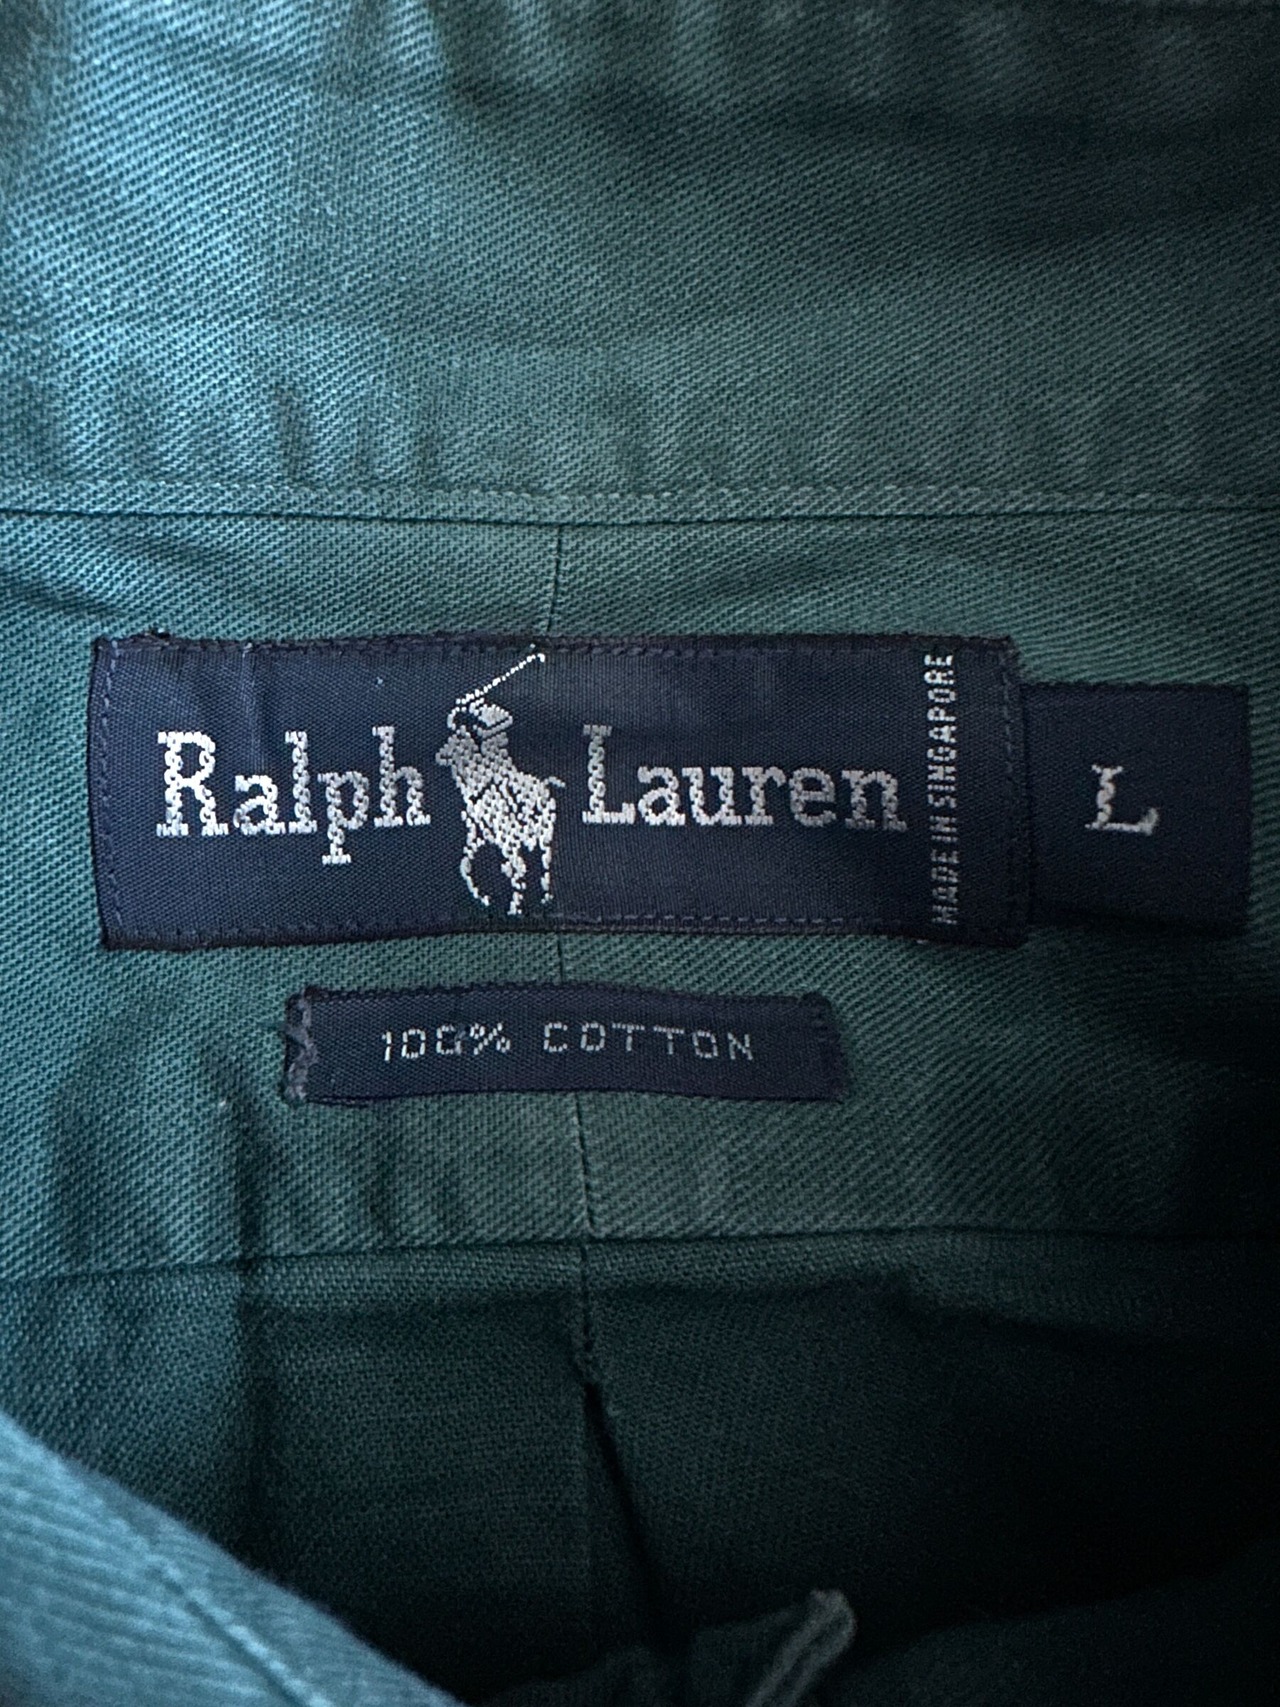 Ralph Lauren
MADE IN SINGAPORE
L
100% COTTON